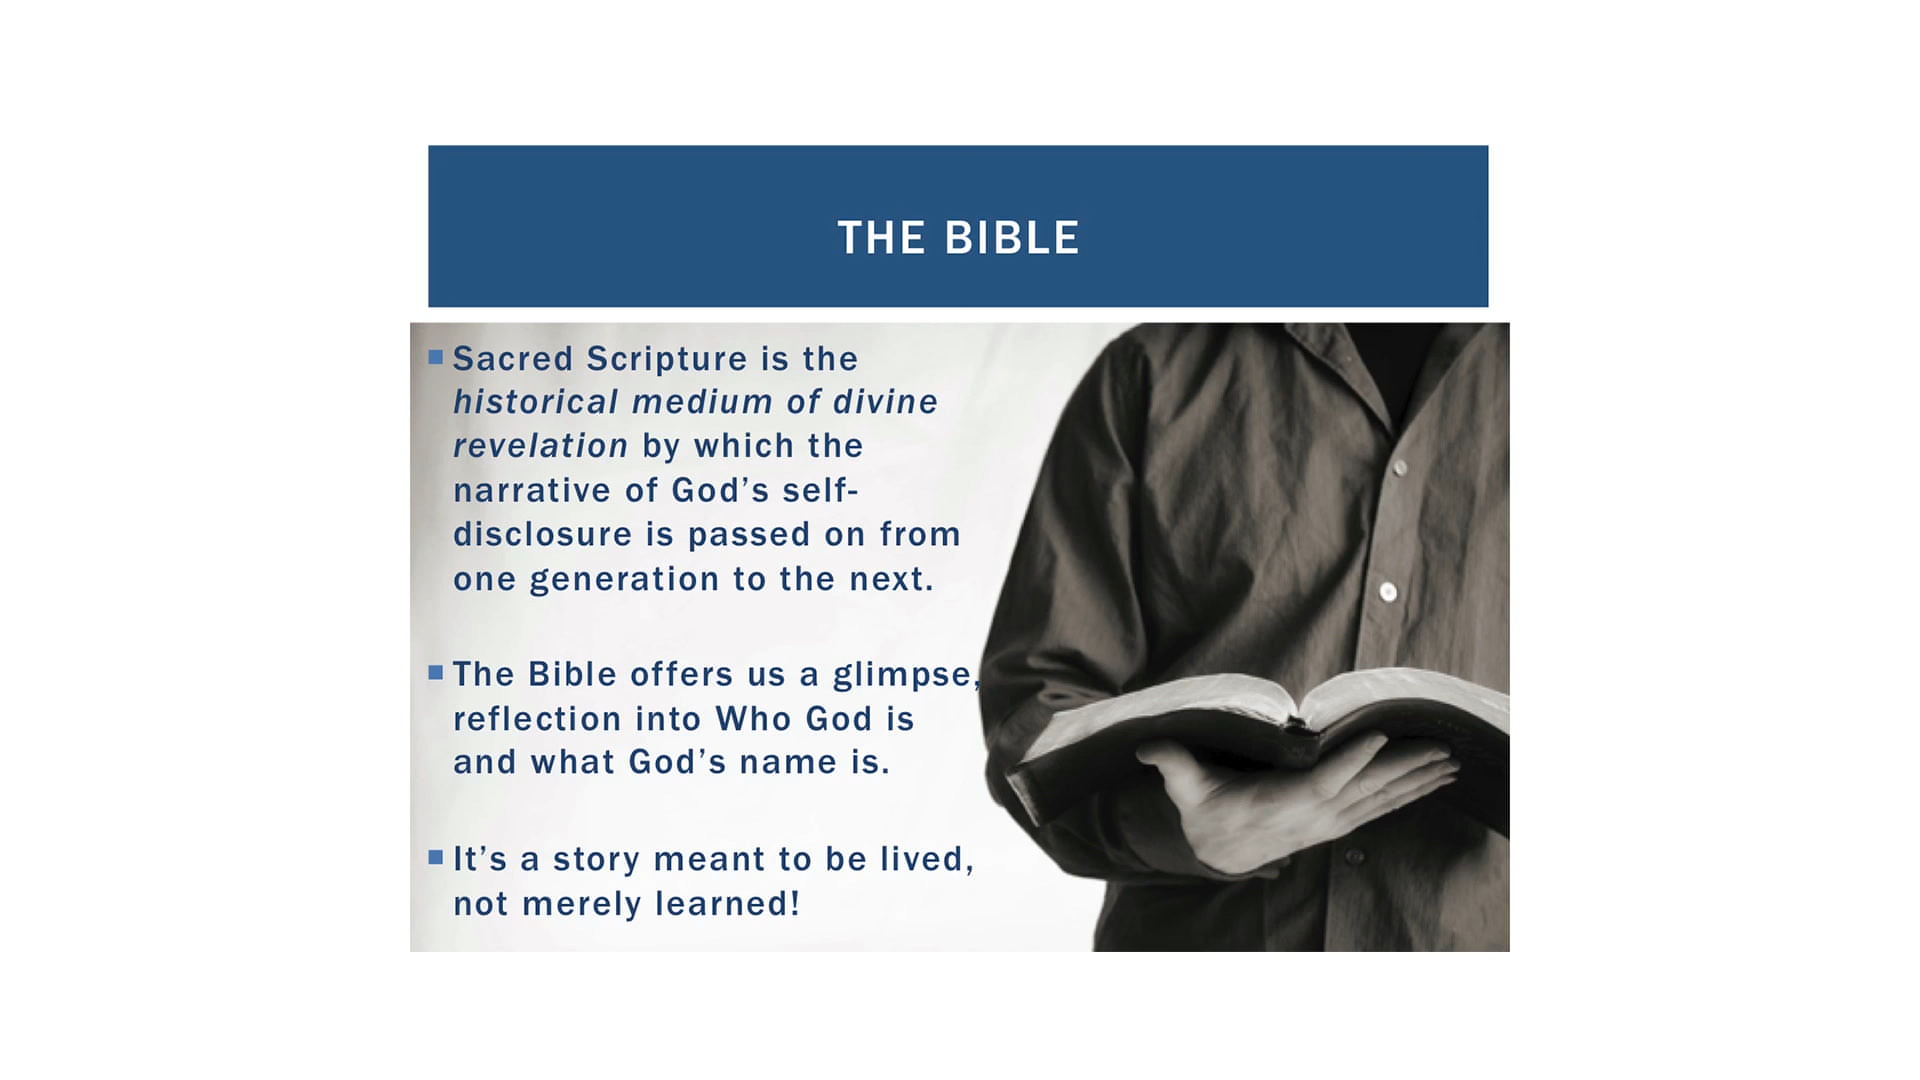 THE BIBLE
Sacred Scripture is the
historical medium of divine
revelation by which the
narrative of God’s self-
disclosure is passed on from
one generation to the next.
The Bible offers us a glimpse,
reflection into Who God is
and what God’s name is.
It’s a story meant to be lived,
not merely learned!